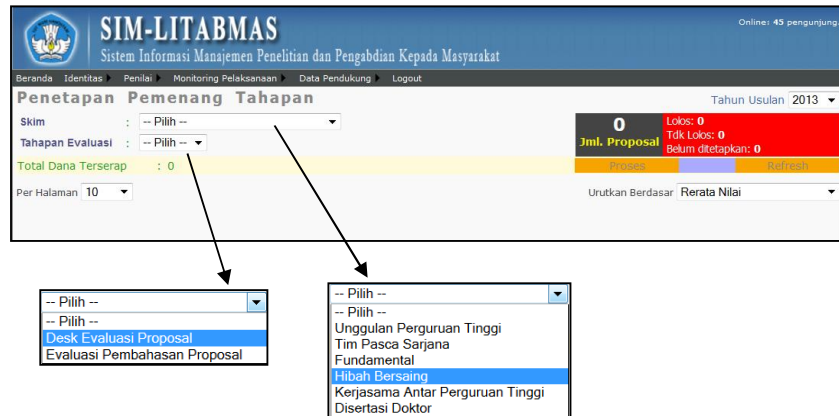 SIM-LITABMAS
Online: 45 pengunjung.
Sistem Informasi Manajemen Penelitian dan Pengabdian Kepada Masyarakat
Beranda Identitas Penilai Monitoring Pelaksanaan Data Pendukung Logout
Penetapan Pemenang Tahapan
Tahun Usulan 2013
Skim : -- Pilih --
Tahapan Evaluasi : -- Pilih --
0
Jml. Proposal
Lolos: 0
Tdk Lolos: 0
Belum ditetapkan: 0
Total Dana Terserap : 0
Proses Refresh
Per Halaman 10
Urutkan Berdasar Rerata Nilai
-- Pilih --
-- Pilih --
Desk Evaluasi Proposal
Evaluasi Pembahasan Proposal
-- Pilih --
-- Pilih --
Unggulan Perguruan Tinggi
Tim Pasca Sarjana
Fundamental
Hibah Bersaing
Kerjasama Antar Perguruan Tinggi
Disertasi Doktor